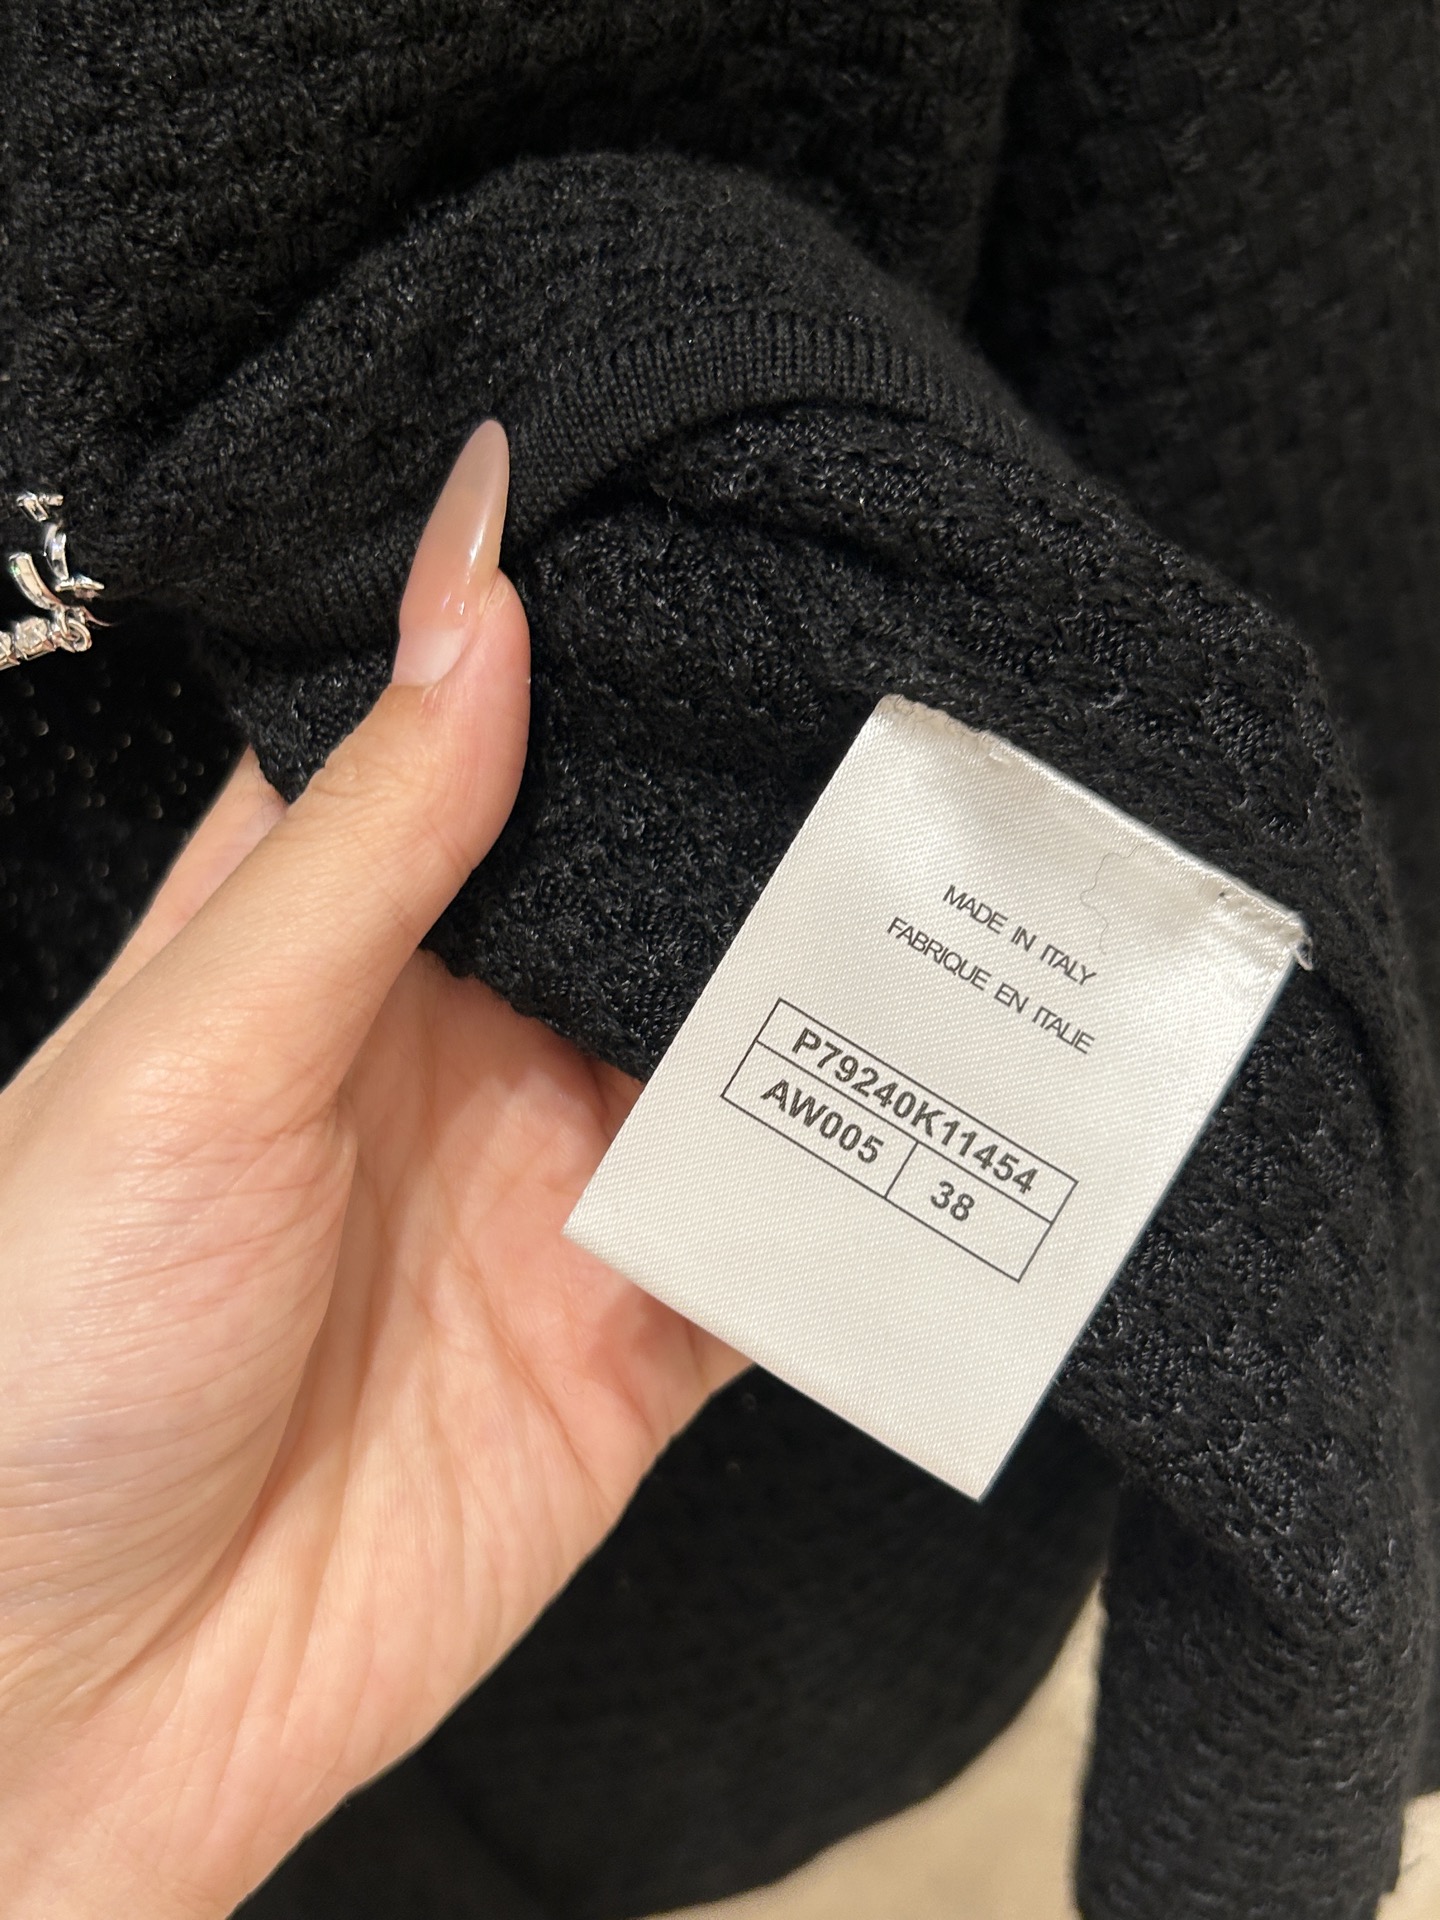 MADE IN ITALY
FABRIQUE EN ITALIE
P79240K11454
AW005 38